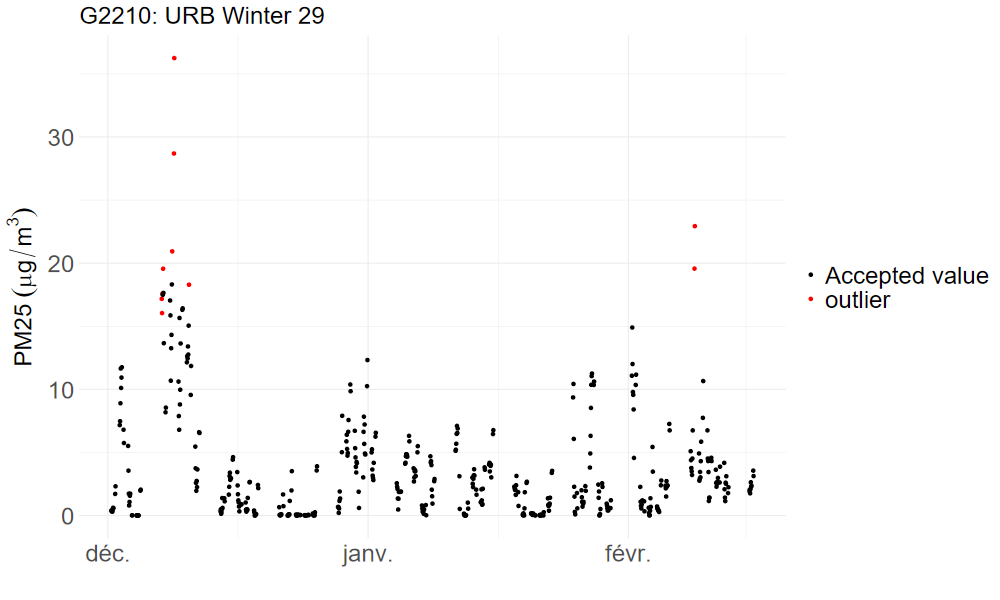 G2210: URB Winter 29
PM25 (μg/m³)
30
20
10
0
déc.
janv.
févr.
Accepted value
outlier